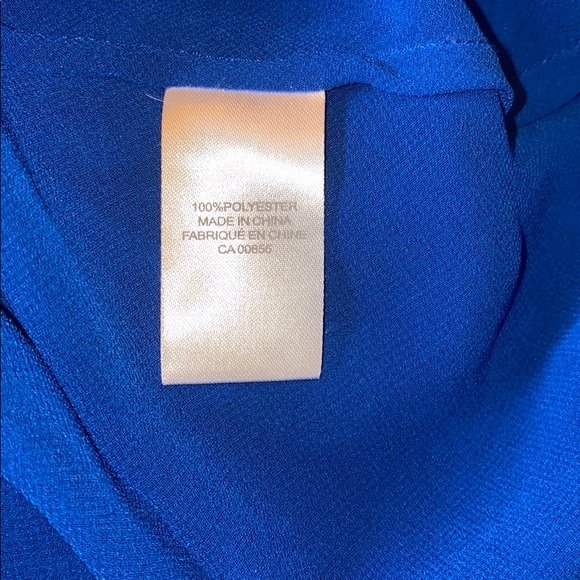 100%POLYESTER
MADE IN CHINA
FABRIQUÉ EN CHINE
CA 00656